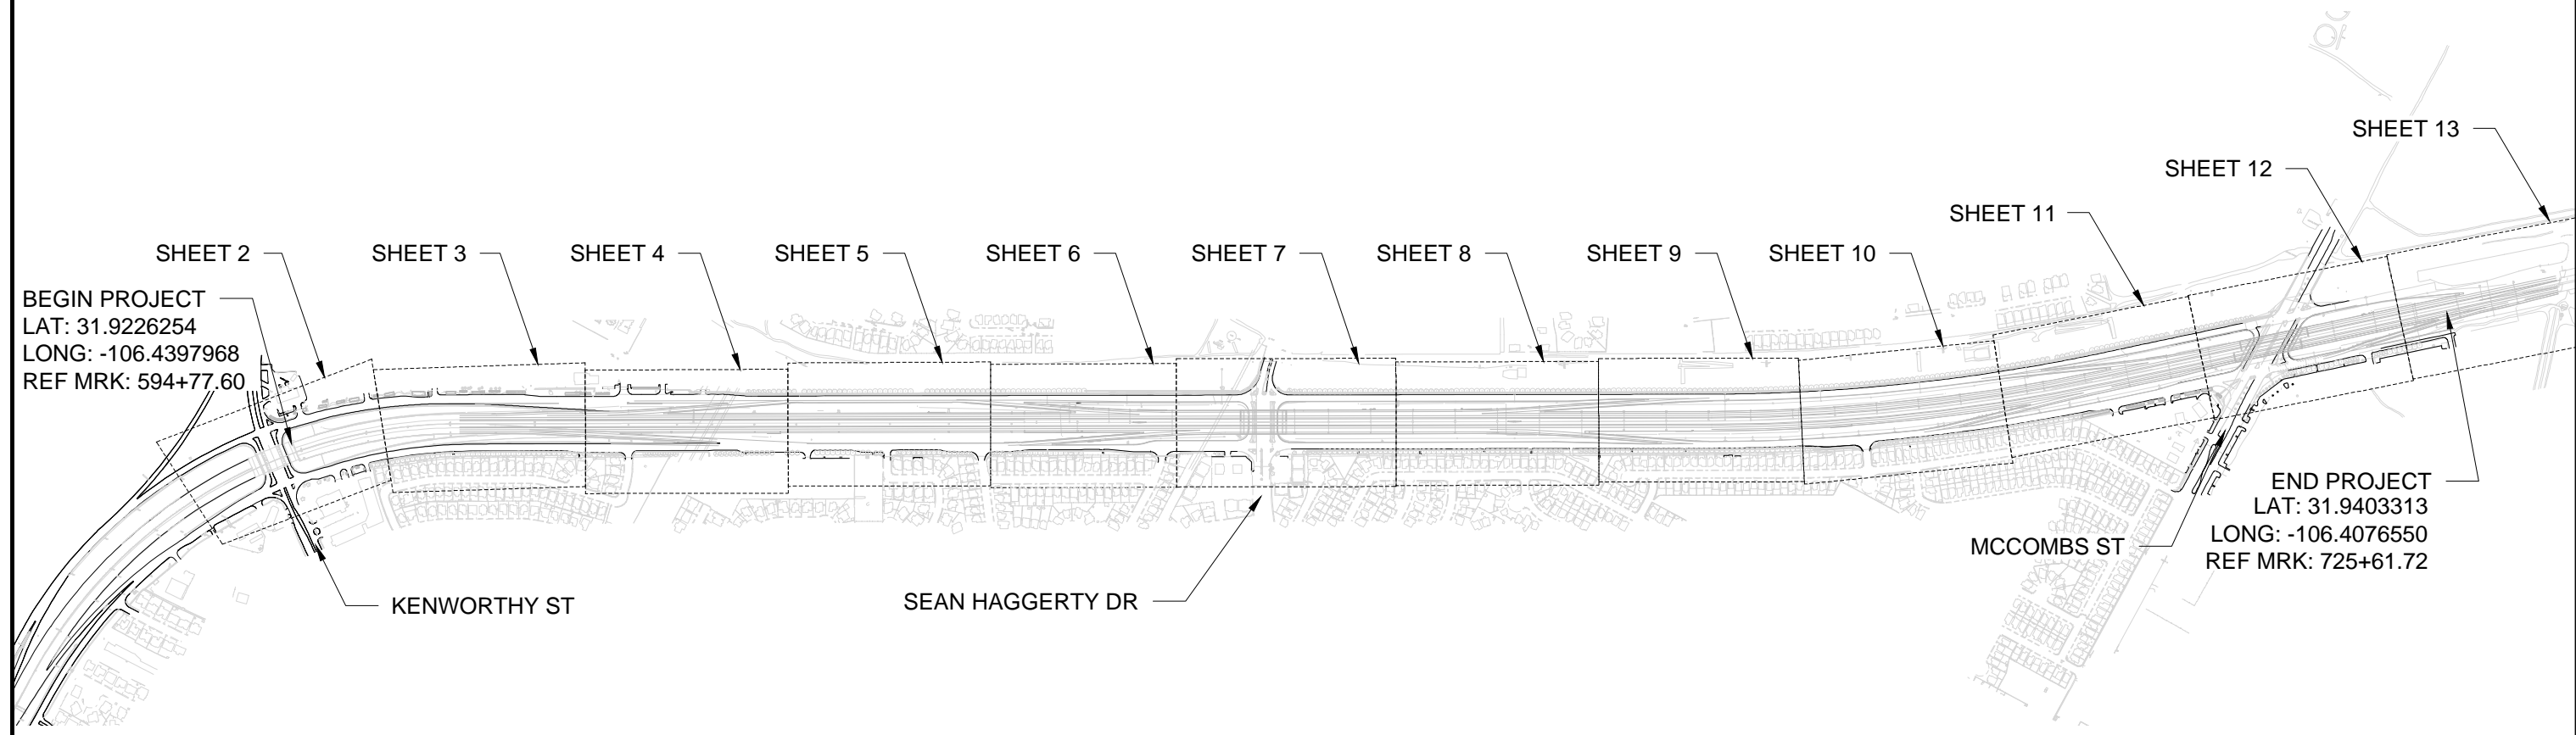 SHEET 13
SHEET 12
SHEET 11
SHEET 2
SHEET 3
SHEET 4
SHEET 5
SHEET 6
SHEET 7
SHEET 8
SHEET 9
SHEET 10
BEGIN PROJECT
LAT: 31.9226254
LONG: -106.4397968
REF MRK: 594+77.60
END PROJECT
LAT: 31.9403313
LONG: -106.4076550
REF MRK: 725+61.72
MCCOMBS ST
SEAN HAGGERTY DR
KENWORTHY ST